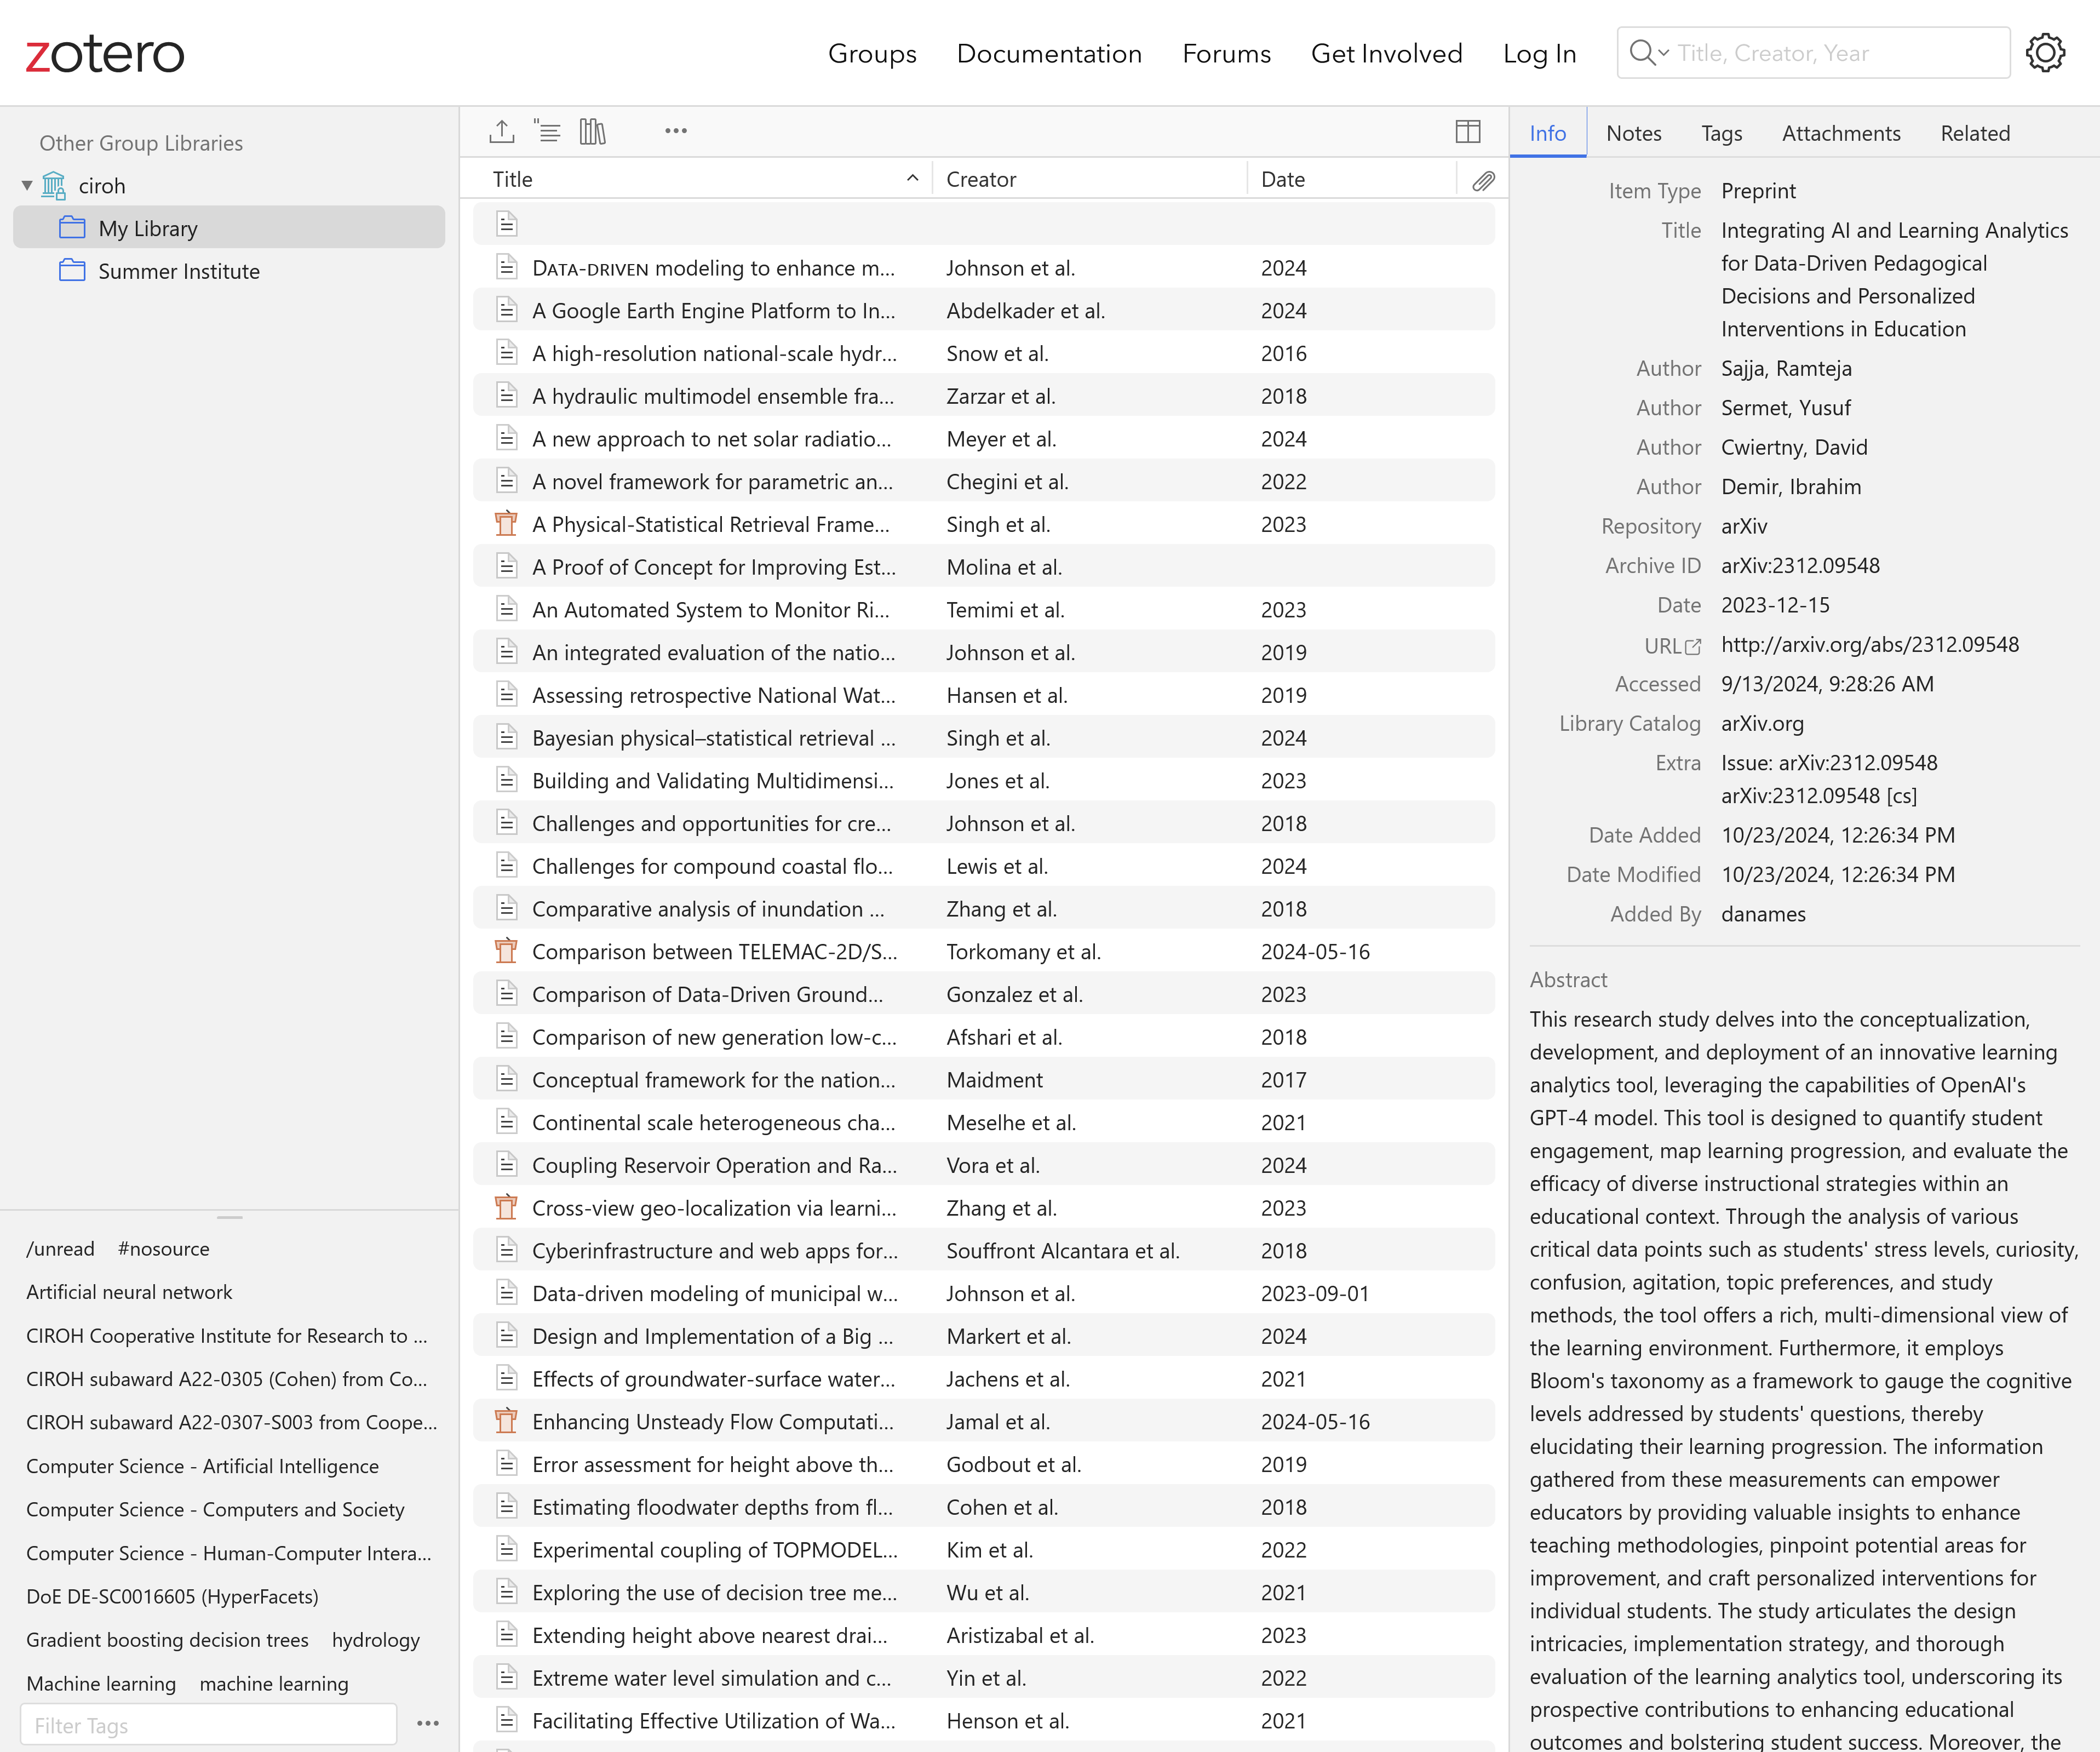 zotero
Groups Documentation Forums Get Involved Log In Title, Creator, Year
Other Group Libraries
ciroh
My Library
Summer Institute
/unread #nosource
Artificial neural network
CIROH Cooperative Institute for Research to ...
CIROH subaward A22-0305 (Cohen) from Co...
CIROH subaward A22-0307-S003 from Coope...
Computer Science - Artificial Intelligence
Computer Science - Computers and Society
Computer Science - Human-Computer Intera...
DoE DE-SC0016605 (HyperFacets)
Gradient boosting decision trees hydrology
Machine learning machine learning
Filter Tags
Title Creator Date
DATA-DRIVEN modeling to enhance m... Johnson et al. 2024
A Google Earth Engine Platform to In... Abdelkader et al. 2024
A high-resolution national-scale hydr... Snow et al. 2016
A hydraulic multimodel ensemble fra... Zarzar et al. 2018
A new approach to net solar radiatio... Meyer et al. 2024
A novel framework for parametric an... Chegini et al. 2022
A Physical-Statistical Retrieval Frame... Singh et al. 2023
A Proof of Concept for Improving Est... Molina et al.
An Automated System to Monitor Ri... Temimi et al. 2023
An integrated evaluation of the natio... Johnson et al. 2019
Assessing retrospective National Wat... Hansen et al. 2019
Bayesian physical–statistical retrieval ... Singh et al. 2024
Building and Validating Multidimensi... Jones et al. 2023
Challenges and opportunities for cre... Johnson et al. 2018
Challenges for compound coastal flo... Lewis et al. 2024
Comparative analysis of inundation ... Zhang et al. 2018
Comparison between TELEMAC-2D/S... Torkomany et al. 2024-05-16
Comparison of Data-Driven Ground... Gonzalez et al. 2023
Comparison of new generation low-c... Afshari et al. 2018
Conceptual framework for the nation... Maidment 2017
Continental scale heterogeneous cha... Meselhe et al. 2021
Coupling Reservoir Operation and Ra... Vora et al. 2024
Cross-view geo-localization via learni... Zhang et al. 2023
Cyberinfrastructure and web apps for... Souffront Alcantara et al. 2018
Data-driven modeling of municipal w... Johnson et al. 2023-09-01
Design and Implementation of a Big ... Markert et al. 2024
Effects of groundwater-surface water... Jachens et al. 2021
Enhancing Unsteady Flow Computati... Jamal et al. 2024-05-16
Error assessment for height above th... Godbout et al. 2019
Estimating floodwater depths from fl... Cohen et al. 2018
Experimental coupling of TOPMODEL... Kim et al. 2022
Exploring the use of decision tree me... Wu et al. 2021
Extending height above nearest drai... Aristizabal et al. 2023
Extreme water level simulation and c... Yin et al. 2022
Facilitating Effective Utilization of Wa... Henson et al. 2021
Info Notes Tags Attachments Related
Item Type Preprint
Title Integrating AI and Learning Analytics
for Data-Driven Pedagogical
Decisions and Personalized
Interventions in Education
Author Sajja, Ramteja
Author Sermet, Yusuf
Author Cwiertny, David
Author Demir, Ibrahim
Repository arXiv
Archive ID arXiv:2312.09548
Date 2023-12-15
URL http://arxiv.org/abs/2312.09548
Accessed 9/13/2024, 9:28:26 AM
Library Catalog arXiv.org
Extra Issue: arXiv:2312.09548
arXiv:2312.09548 [cs]
Date Added 10/23/2024, 12:26:34 PM
Date Modified 10/23/2024, 12:26:34 PM
Added By danames
Abstract
This research study delves into the conceptualization,
development, and deployment of an innovative learning
analytics tool, leveraging the capabilities of OpenAI's
GPT-4 model. This tool is designed to quantify student
engagement, map learning progression, and evaluate the
efficacy of diverse instructional strategies within an
educational context. Through the analysis of various
critical data points such as students' stress levels, curiosity,
confusion, agitation, topic preferences, and study
methods, the tool offers a rich, multi-dimensional view of
the learning environment. Furthermore, it employs
Bloom's taxonomy as a framework to gauge the cognitive
levels addressed by students' questions, thereby
elucidating their learning progression. The information
gathered from these measurements can empower
educators by providing valuable insights to enhance
teaching methodologies, pinpoint potential areas for
improvement, and craft personalized interventions for
individual students. The study articulates the design
intricacies, implementation strategy, and thorough
evaluation of the learning analytics tool, underscoring its
prospective contributions to enhancing educational
outcomes and bolstering student success. Moreover, the